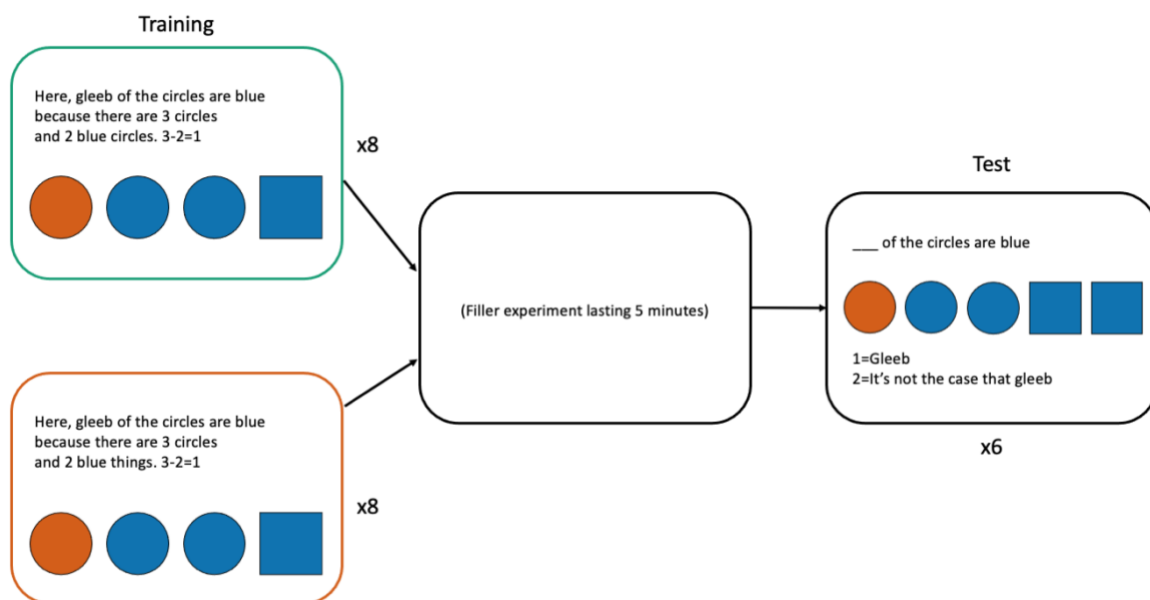 Training
Here, gleeb of the circles are blue
because there are 3 circles
and 2 blue circles. 3-2=1
x8
Here, gleeb of the circles are blue
because there are 3 circles
and 2 blue things. 3-2=1
x8
(Filler experiment lasting 5 minutes)
Test
___ of the circles are blue
1=Gleeb
2=It's not the case that gleeb
x6